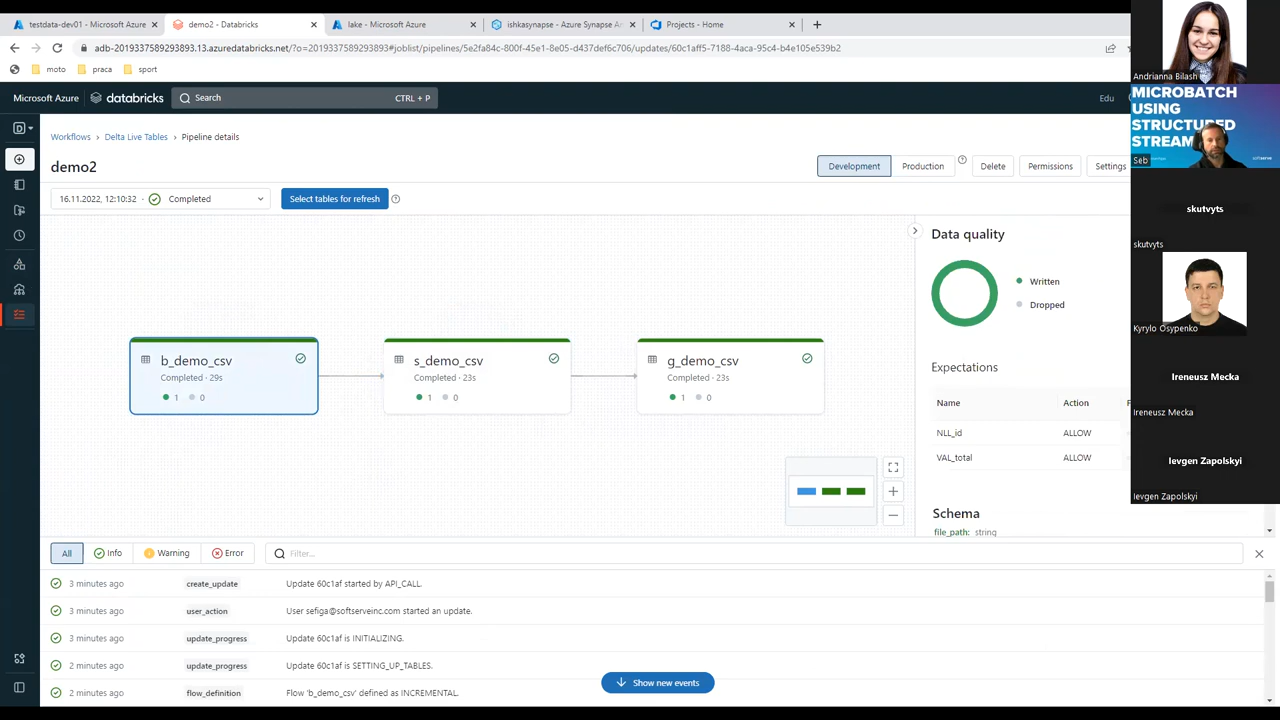 testdata-dev01 - Microsoft Azure
demo2 - Databricks
lake - Microsoft Azure
ishkasynapse - Azure Synapse An
Projects - Home
adb-1919337589293893.13.azuredatabricks.net/?o=2019337589293893#joblist/pipelines/5e2fa84c-800f-45e1-8e05-d437def6c706/updates/60c1aff5-7188-4aca-95c4-b4e105e539b2
moto
praca
sport
Microsoft Azure
databricks
Search
CTRL + P
Edu
Workflows > Delta Live Tables > Pipeline details
demo2
Development
Production
Delete
Permissions
Settings
16.11.2022, 12:10:32 · Completed
Select tables for refresh
b_demo_csv
Completed · 29s
1 0
s_demo_csv
Completed · 23s
1 0
g_demo_csv
Completed · 23s
1 0
Data quality
Written
Dropped
Expectations
Name Action F
NLL_id ALLOW
VAL_total ALLOW
Schema
file_path: string
All
Info
Warning
Error
Filter...
3 minutes ago create_update Update 60c1af started by API_CALL.
3 minutes ago user_action User sefiga@softserveinc.com started an update.
3 minutes ago update_progress Update 60c1af is INITIALIZING.
2 minutes ago update_progress Update 60c1af is SETTING_UP_TABLES.
2 minutes ago flow_definition Flow 'b_demo_csv' defined as INCREMENTAL.
Show new events
Andrianna Bilash
MICROBATCH
USING
STRUCTURED
STREAM
softserve
Seb
skutvyts
skutvyts
Kyrylo Osypenko
Ireneusz Mecka
Ireneusz Mecka
Ievgen Zapolskyi
Ievgen Zapolskyi